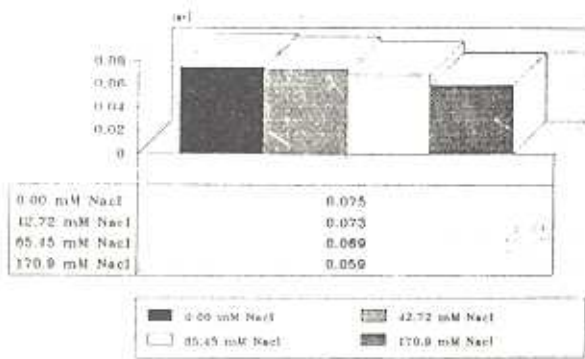 0.08
0.06
0.04
0.02
0
0.00 mM Nacl 0.075
42.72 mM Nacl 0.073
85.45 mM Nacl 0.069
170.9 mM Nacl 0.059
0.00 mM Nacl 42.72 mM Nacl
85.45 mM Nacl 170.9 mM Nacl